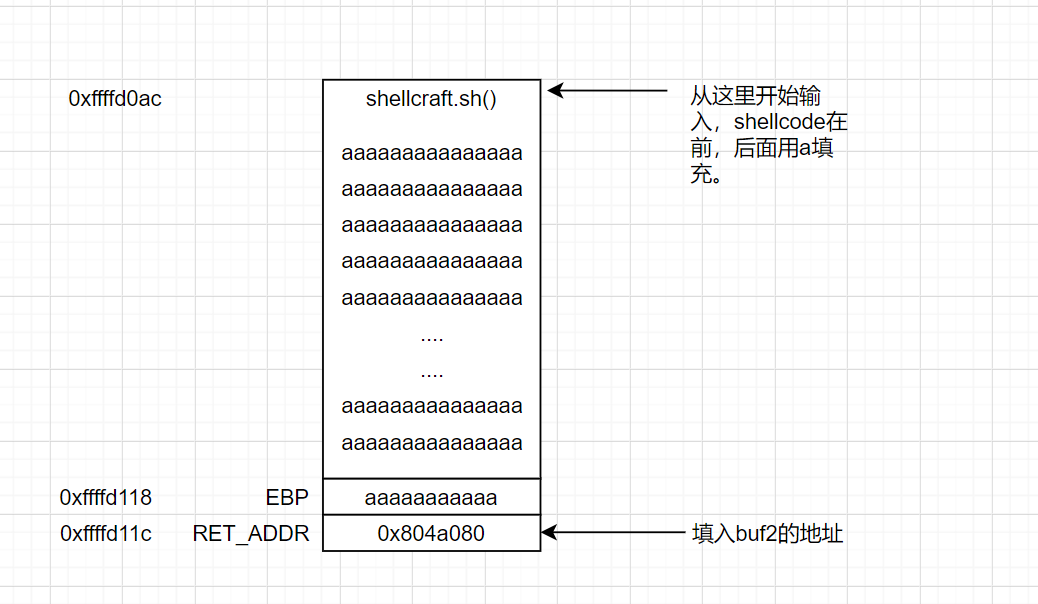 0xffffd0ac
shellcraft.sh()
从这里开始输
入，shellcode在
前，后面用a填
充。
aaaaaaaaaaaaaaa
aaaaaaaaaaaaaaa
aaaaaaaaaaaaaaa
aaaaaaaaaaaaaaa
aaaaaaaaaaaaaaa
....
....
aaaaaaaaaaaaaaa
aaaaaaaaaaaaaaa
0xffffd118 EBP aaaaaaaaaaa
0xffffd11c RET_ADDR 0x804a080 填入buf2的地址